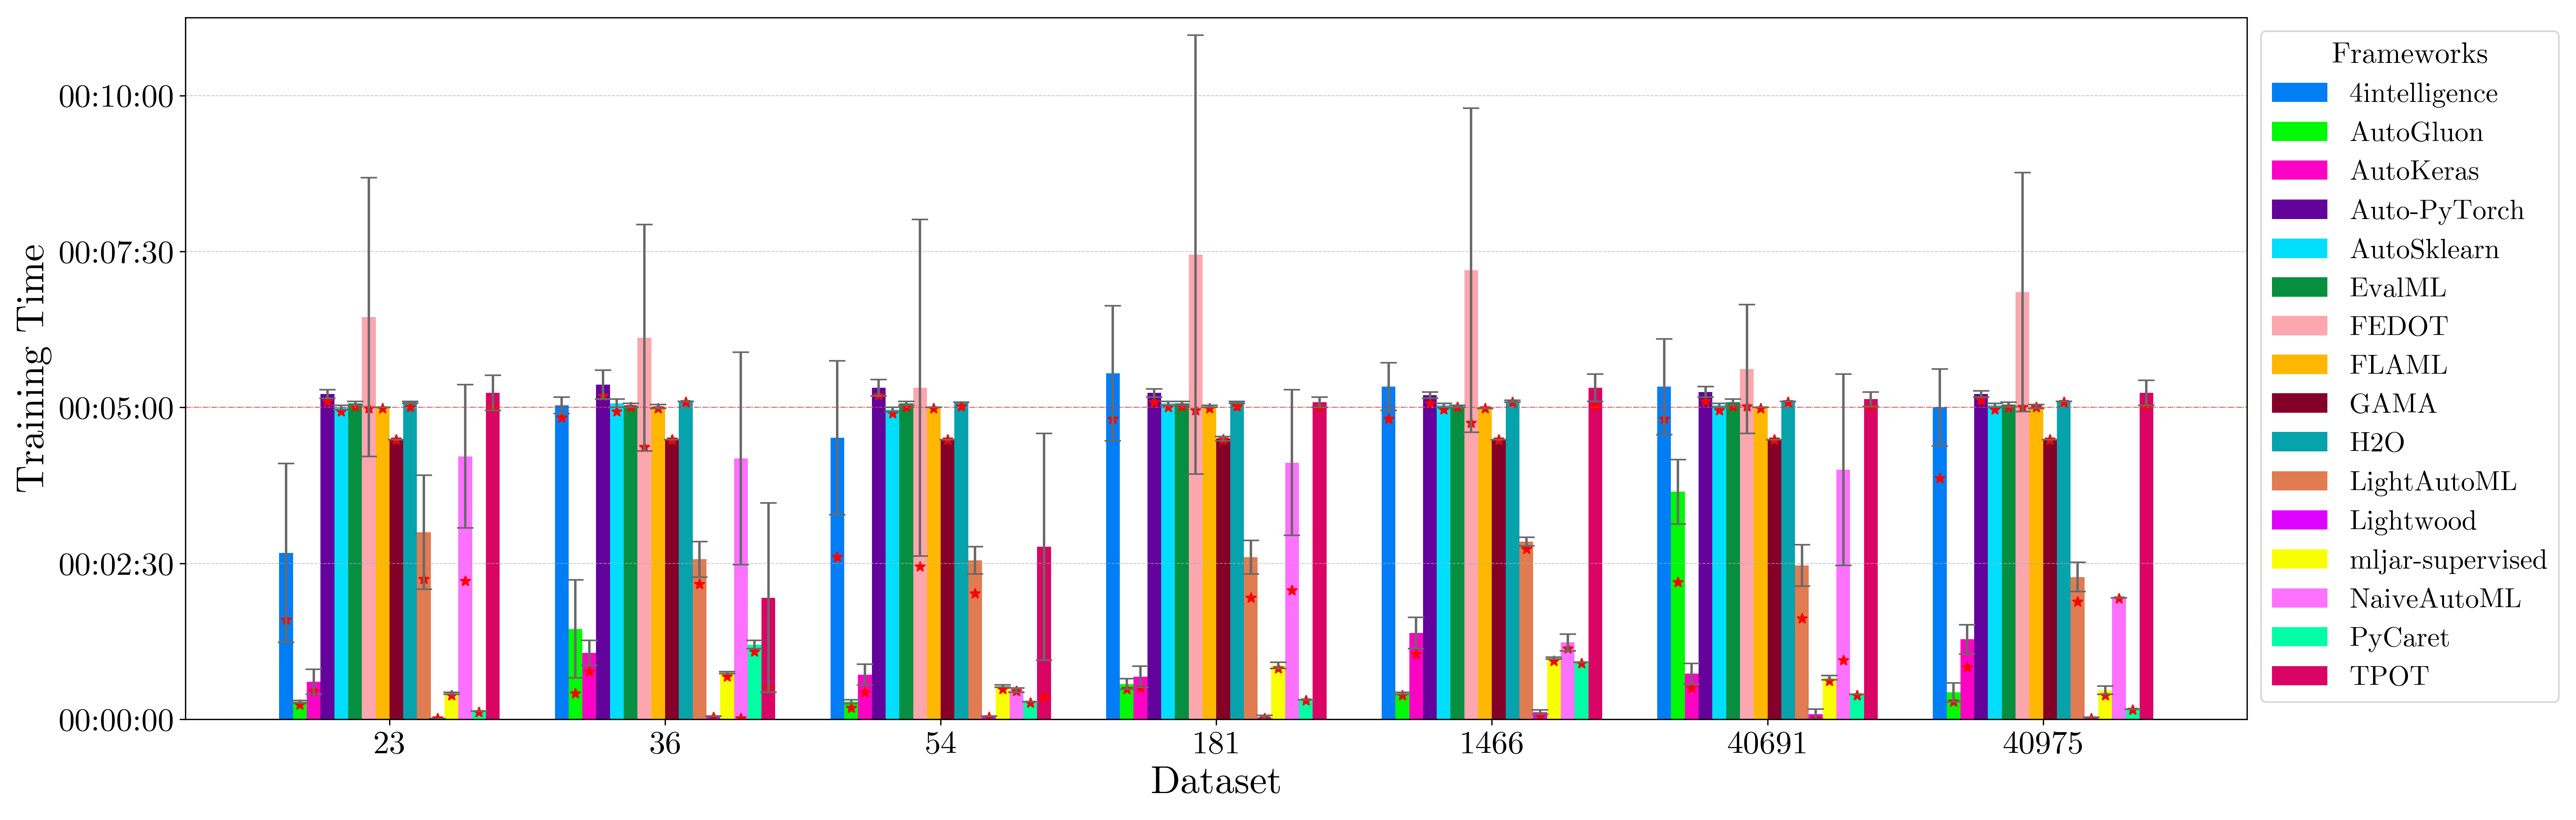 Training Time
00:10:00
00:07:30
00:05:00
00:02:30
00:00:00
23
36
54
181
1466
40691
40975
Dataset
Frameworks
4intelligence
AutoGluon
AutoKeras
Auto-PyTorch
AutoSklearn
EvalML
FEDOT
FLAML
GAMA
H2O
LightAutoML
Lightwood
mljar-supervised
NaiveAutoML
PyCaret
TPOT